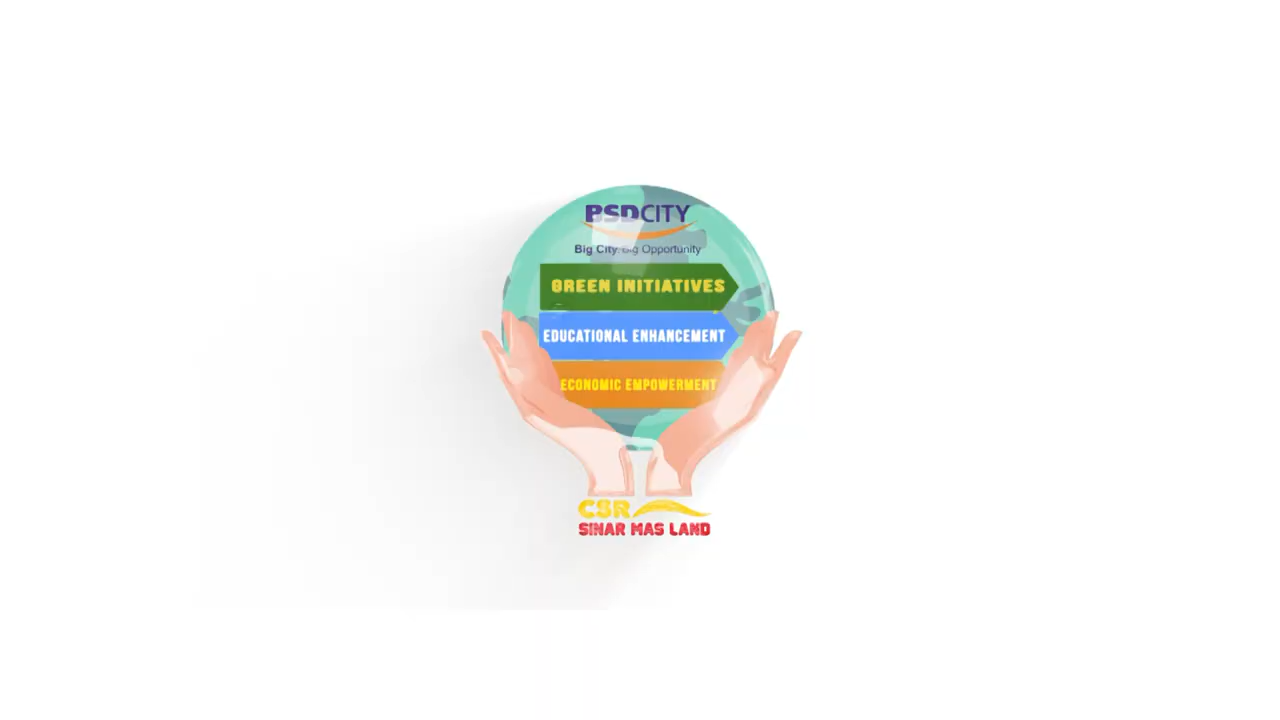 BSDCITY
Big City. Big Opportunity
GREEN INITIATIVES
EDUCATIONAL ENHANCEMENT
ECONOMIC EMPOWERMENT
CSR
SINAR MAS LAND